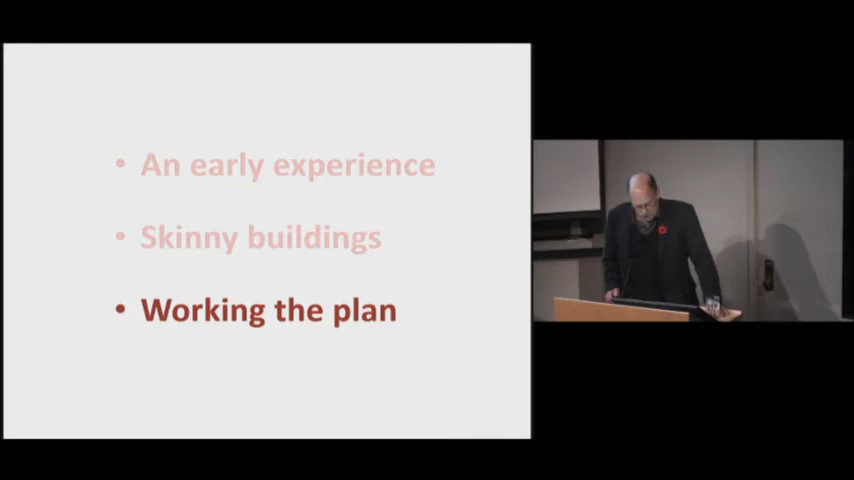 • An early experience
• Skinny buildings
• Working the plan